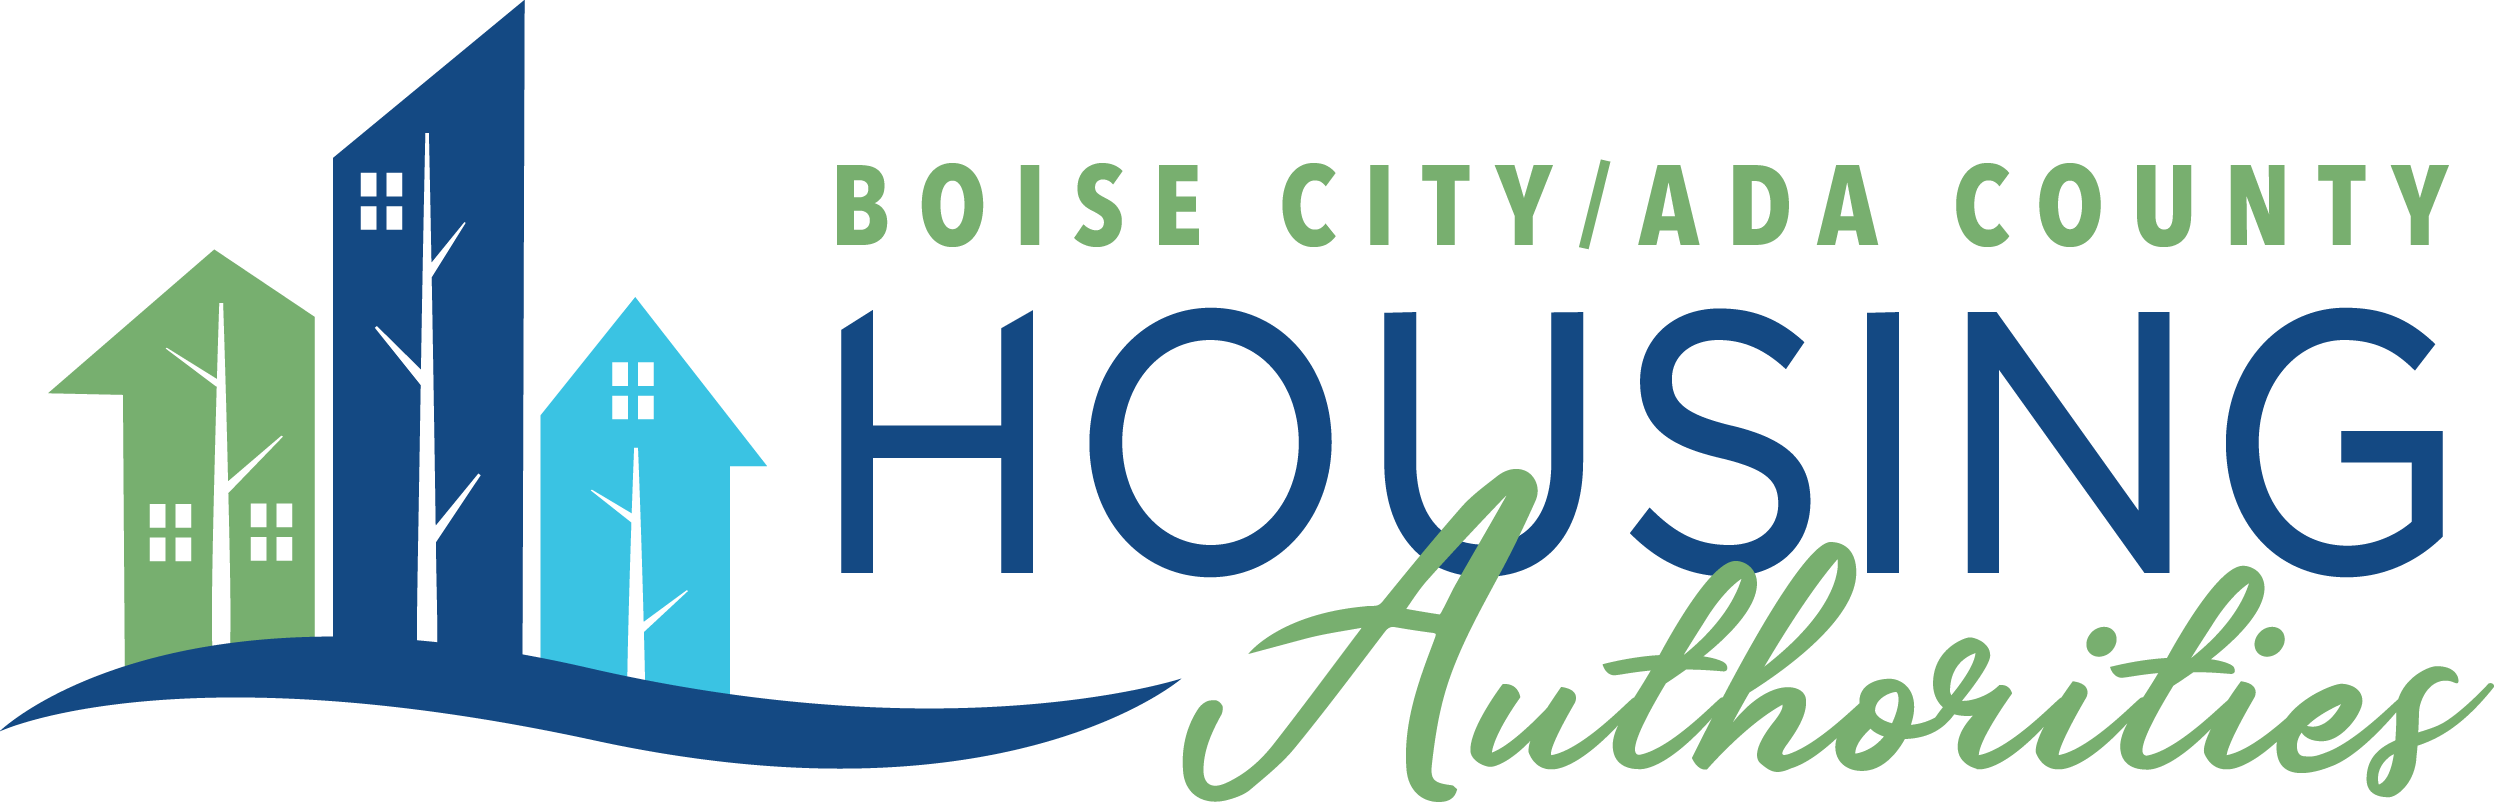 BOISE CITY/ADA COUNTY
HOUSING
Authorities